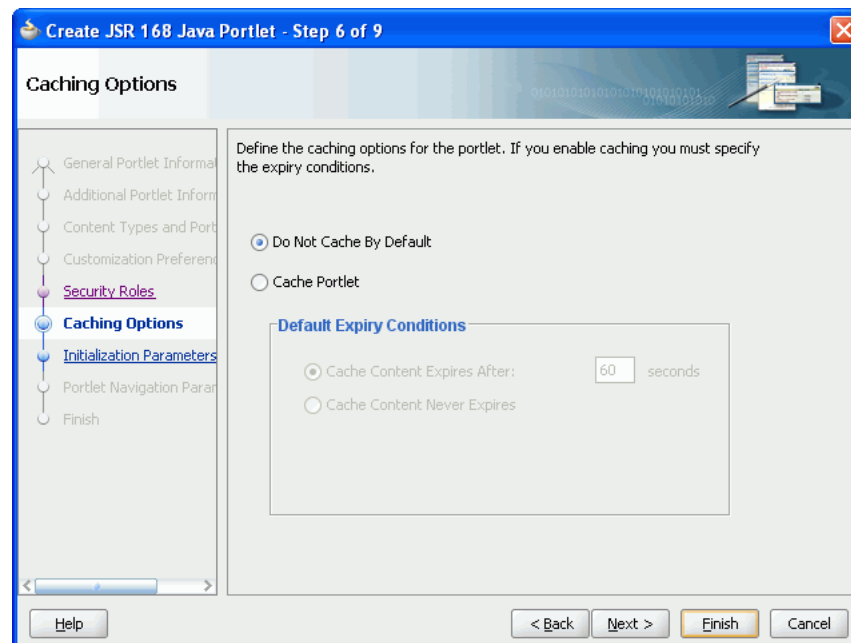 Create JSR 168 Java Portlet - Step 6 of 9
Caching Options
010101010101010101010101
01010101010
General Portlet Informat
Additional Portlet Inform
Content Types and Port
Customization Preferenc
Security Roles
Caching Options
Initialization Parameters
Portlet Navigation Param
Finish
Define the caching options for the portlet. If you enable caching you must specify
the expiry conditions.
Do Not Cache By Default
Cache Portlet
Default Expiry Conditions
Cache Content Expires After: 60 seconds
Cache Content Never Expires
Help
< Back
Next >
Finish
Cancel